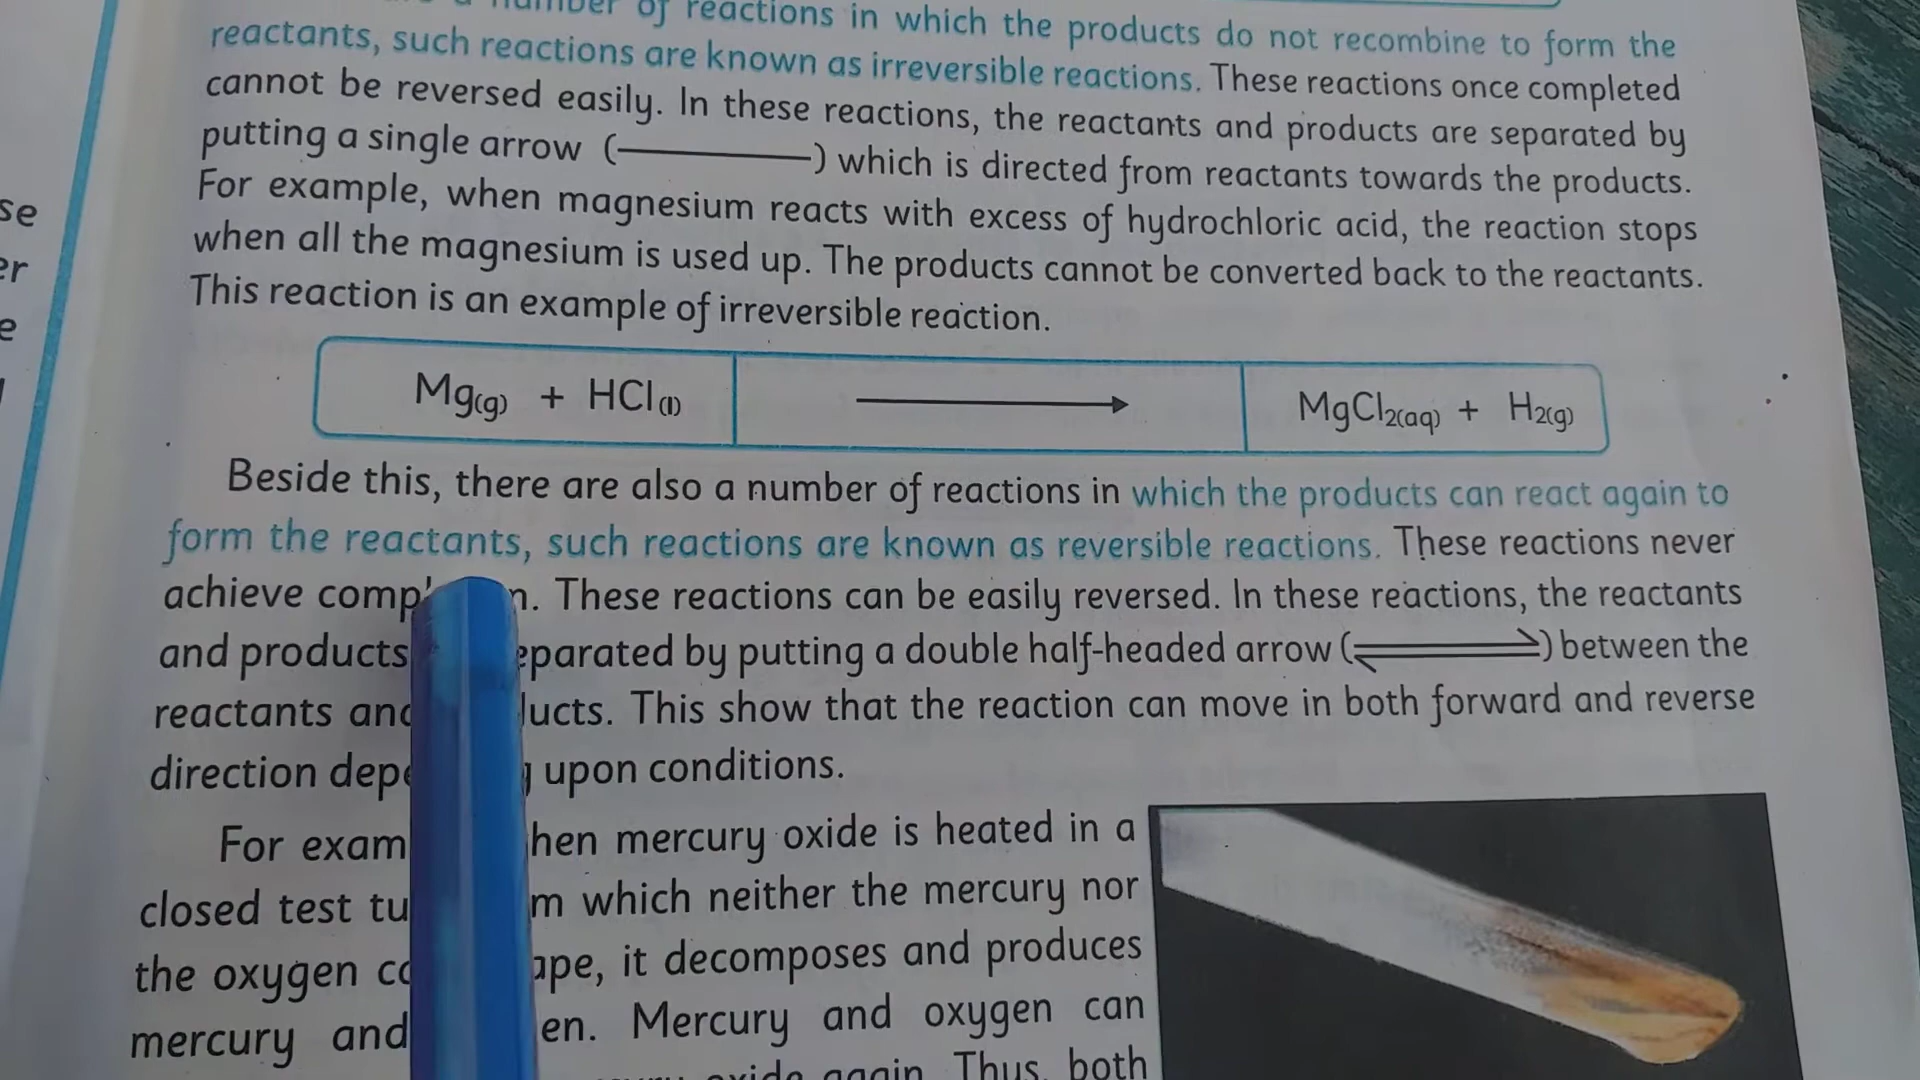 number of reactions in which the products do not recombine to form the
reactants, such reactions are known as irreversible reactions. These reactions once completed
cannot be reversed easily. In these reactions, the reactants and products are separated by
putting a single arrow (————) which is directed from reactants towards the products.
For example, when magnesium reacts with excess of hydrochloric acid, the reaction stops
when all the magnesium is used up. The products cannot be converted back to the reactants.
This reaction is an example of irreversible reaction.
Mg(g) + HCl(l) → MgCl2(aq) + H2(g)
Beside this, there are also a number of reactions in which the products can react again to
form the reactants, such reactions are known as reversible reactions. These reactions never
achieve These reactions can be easily reversed. In these reactions, the reactants
and products separated by putting a double half-headed arrow (⇌) between the
reactants This show that the reaction can move in both forward and reverse
direction upon conditions.
For mercury oxide is heated in a
closed test which neither the mercury nor
the oxygen it decomposes and produces
mercury and Mercury and oxygen can
oxide again. Thus, both
se
er
e